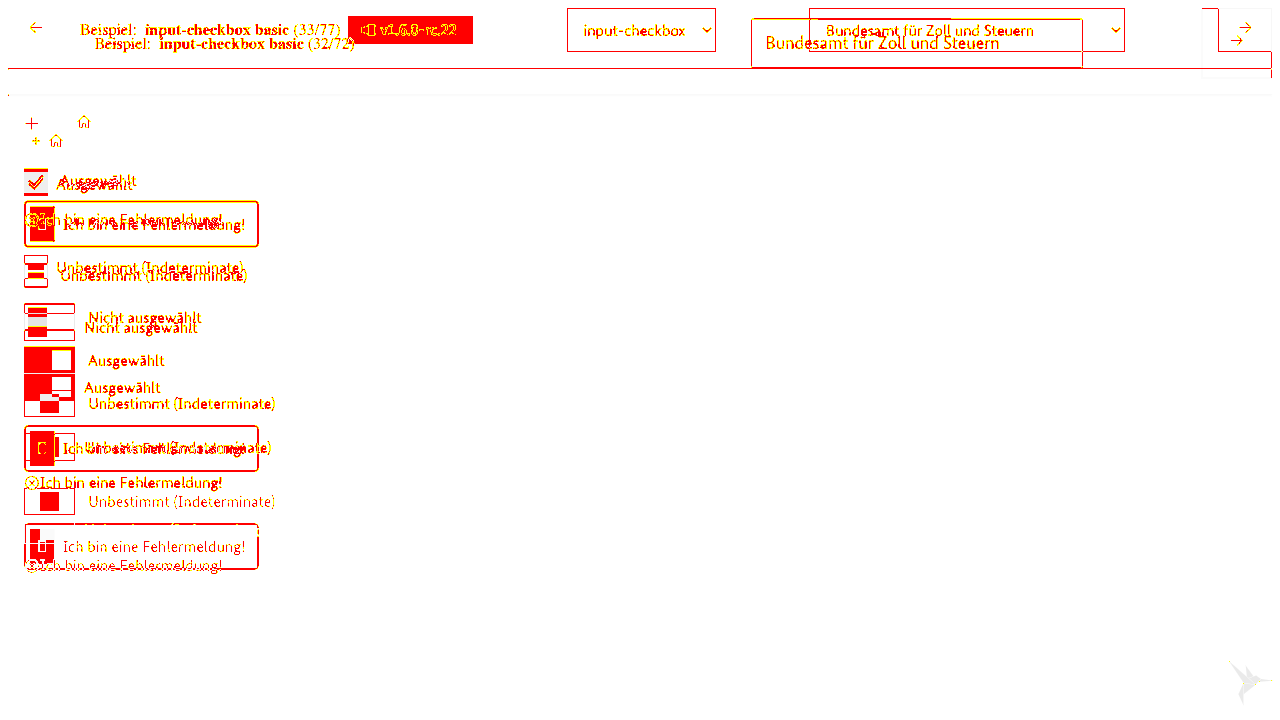 Beispiel: input-checkbox basic (33/77)
v1.6.0-rc.22
input-checkbox
Bundesamt für Zoll und Steuern
Beispiel: input-checkbox basic (32/72)
Bundesamt für Zoll und Steuern
Ausgewählt
Ausgewählt
Ich bin eine Fehlermeldung!
Ich bin eine Fehlermeldung!
Unbestimmt (Indeterminate)
Unbestimmt (Indeterminate)
Nicht ausgewählt
Nicht ausgewählt
Ausgewählt
Ausgewählt
Unbestimmt (Indeterminate)
Unbestimmt (Indeterminate)
Ich bin eine Fehlermeldung!
Ich bin eine Fehlermeldung!
Unbestimmt (Indeterminate)
Ich bin eine Fehlermeldung!
Ich bin eine Fehlermeldung!